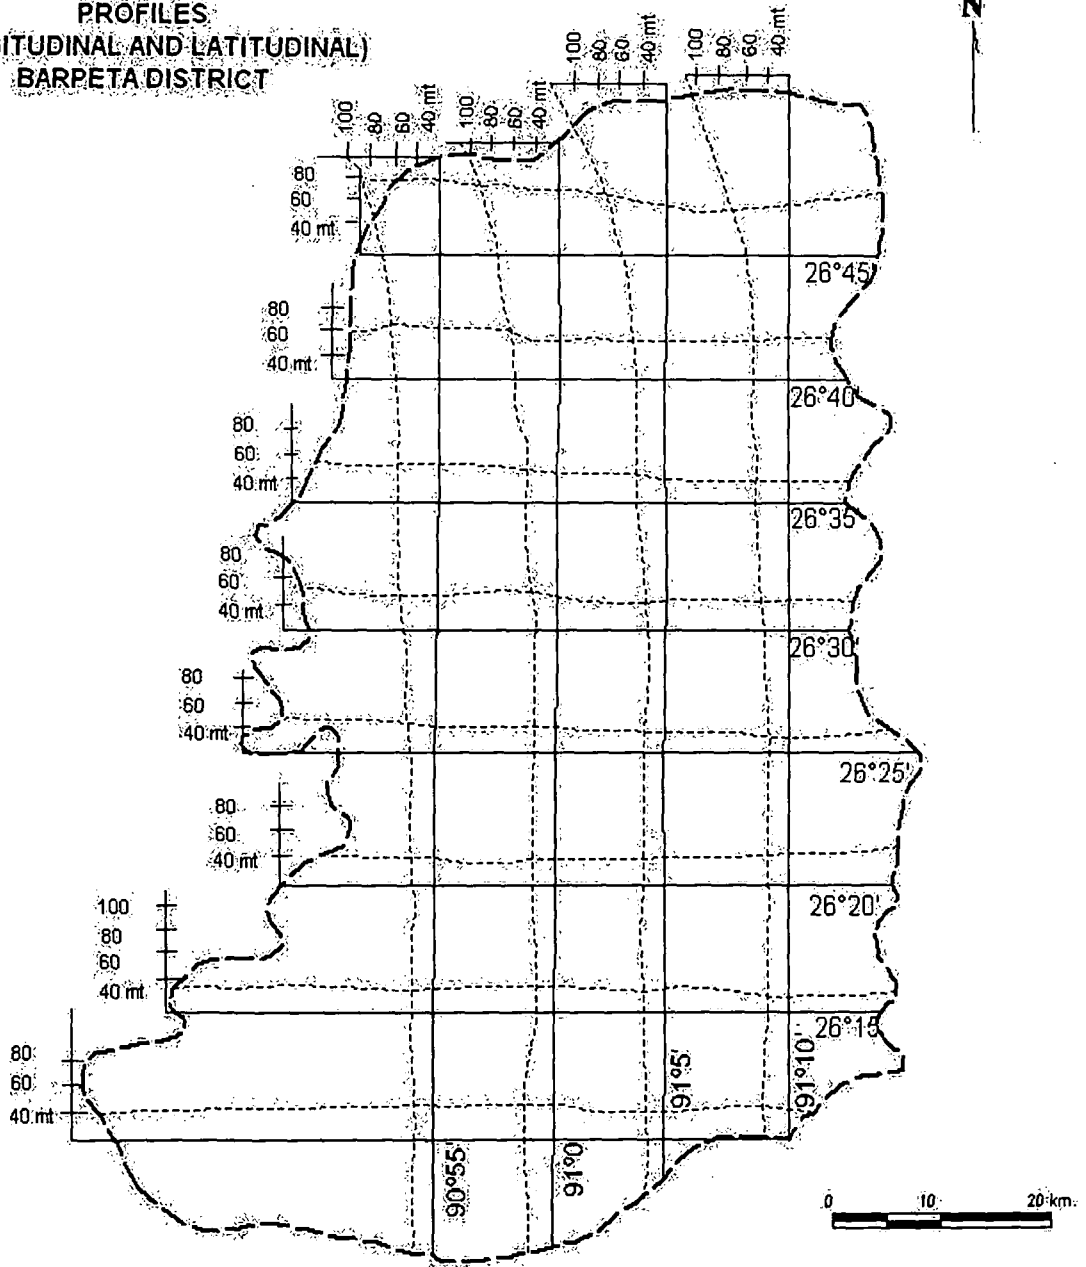 PROFILES
ITUDINAL AND LATITUDINAL)
BARPETA DISTRICT
N
100 80 60 40 mt
100 80 60 40 mt
100 80 60 40 mt
100 80 60 40 mt
80
60
40 mt
26°45'
80
60
40 mt
26°40'
80
60
40 mt
26°35'
80
60
40 mt
26°30'
80
60
40 mt
26°25'
80
60
40 mt
26°20'
100
80
60
40 mt
26°15'
80
60
40 mt
90°55'
91°0'
91°5'
91°10'
0 10 20 km.